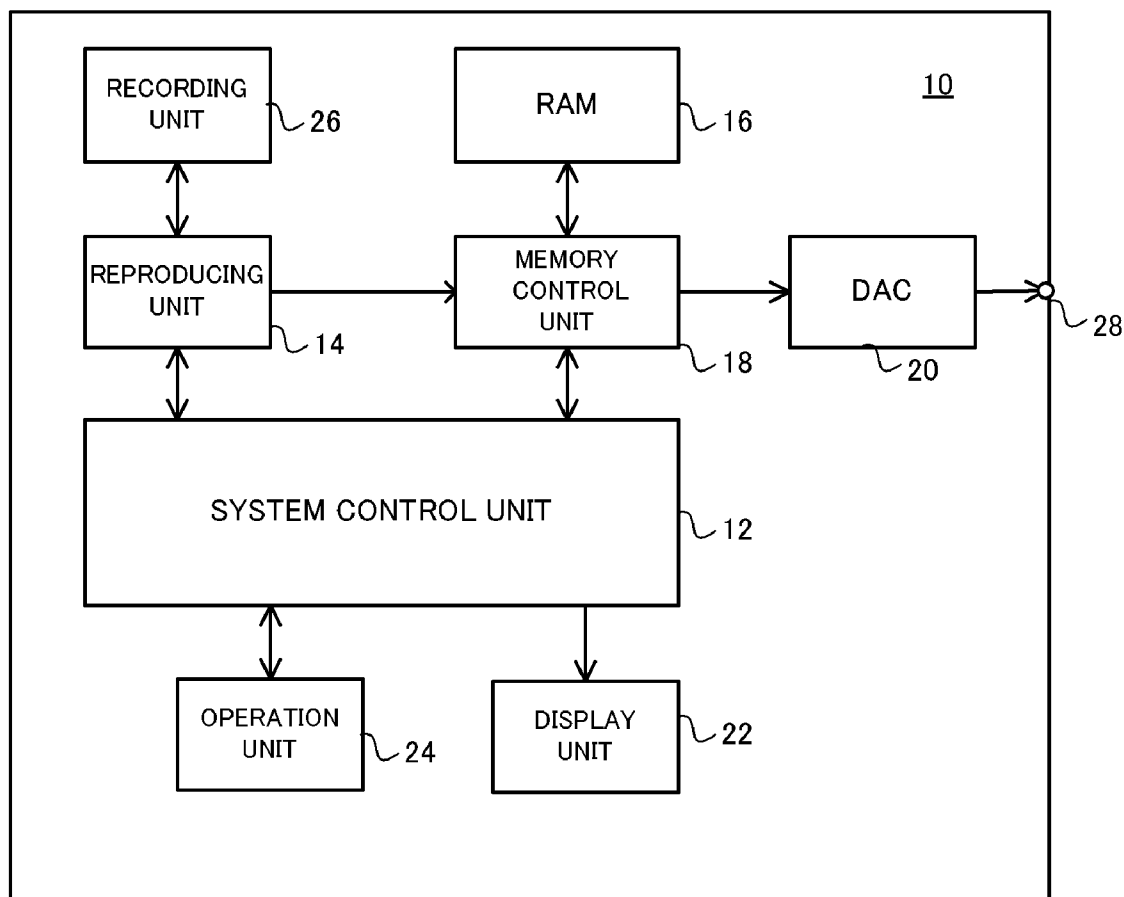 RECORDING
UNIT
26
RAM
16
10
REPRODUCING
UNIT
14
MEMORY
CONTROL
UNIT
18
DAC
20
28
SYSTEM CONTROL UNIT
12
OPERATION
UNIT
24
DISPLAY
UNIT
22